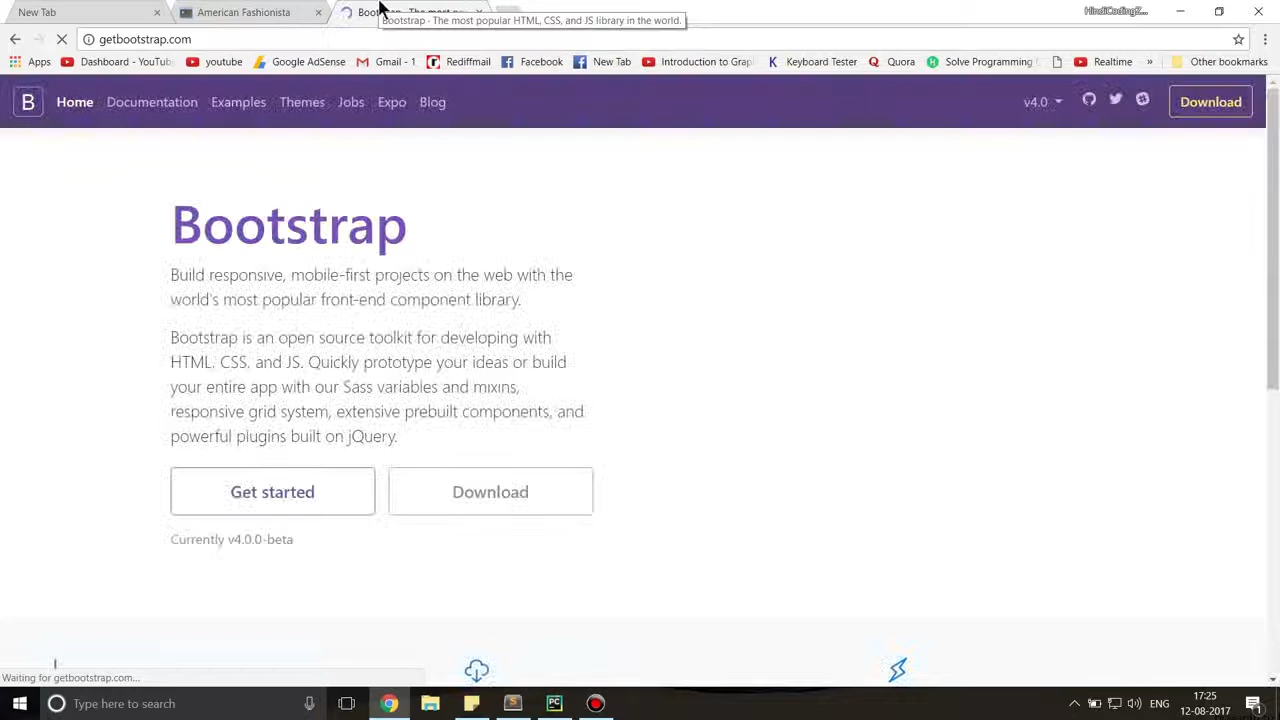 New Tab
American Fashionista
Boo
Bootstrap · The most popular HTML, CSS, and JS library in the world.
HindiCodingZ...
getbootstrap.com
Apps
Dashboard - YouTub
youtube
Google AdSense
Gmail - 1
Rediffmail
Facebook
New Tab
Introduction to Grap
Keyboard Tester
Quora
Solve Programming
Realtime
»
Other bookmarks
B
Home
Documentation
Examples
Themes
Jobs
Expo
Blog
v4.0
Download
Bootstrap
Build responsive, mobile-first projects on the web with the
world's most popular front-end component library.
Bootstrap is an open source toolkit for developing with
HTML, CSS, and JS. Quickly prototype your ideas or build
your entire app with our Sass variables and mixins,
responsive grid system, extensive prebuilt components, and
powerful plugins built on jQuery.
Get started
Download
Currently v4.0.0-beta
Waiting for getbootstrap.com...
Type here to search
PC
ENG
17:25
12-08-2017